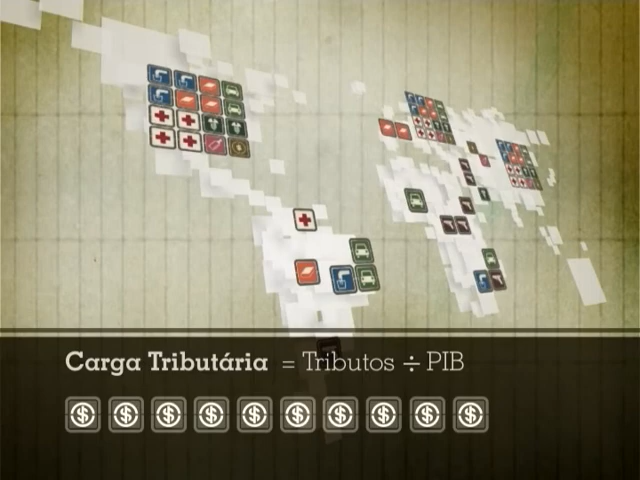 Carga Tributária = Tributos ÷ PIB
$ $ $ $ $ $ $ $ $ $